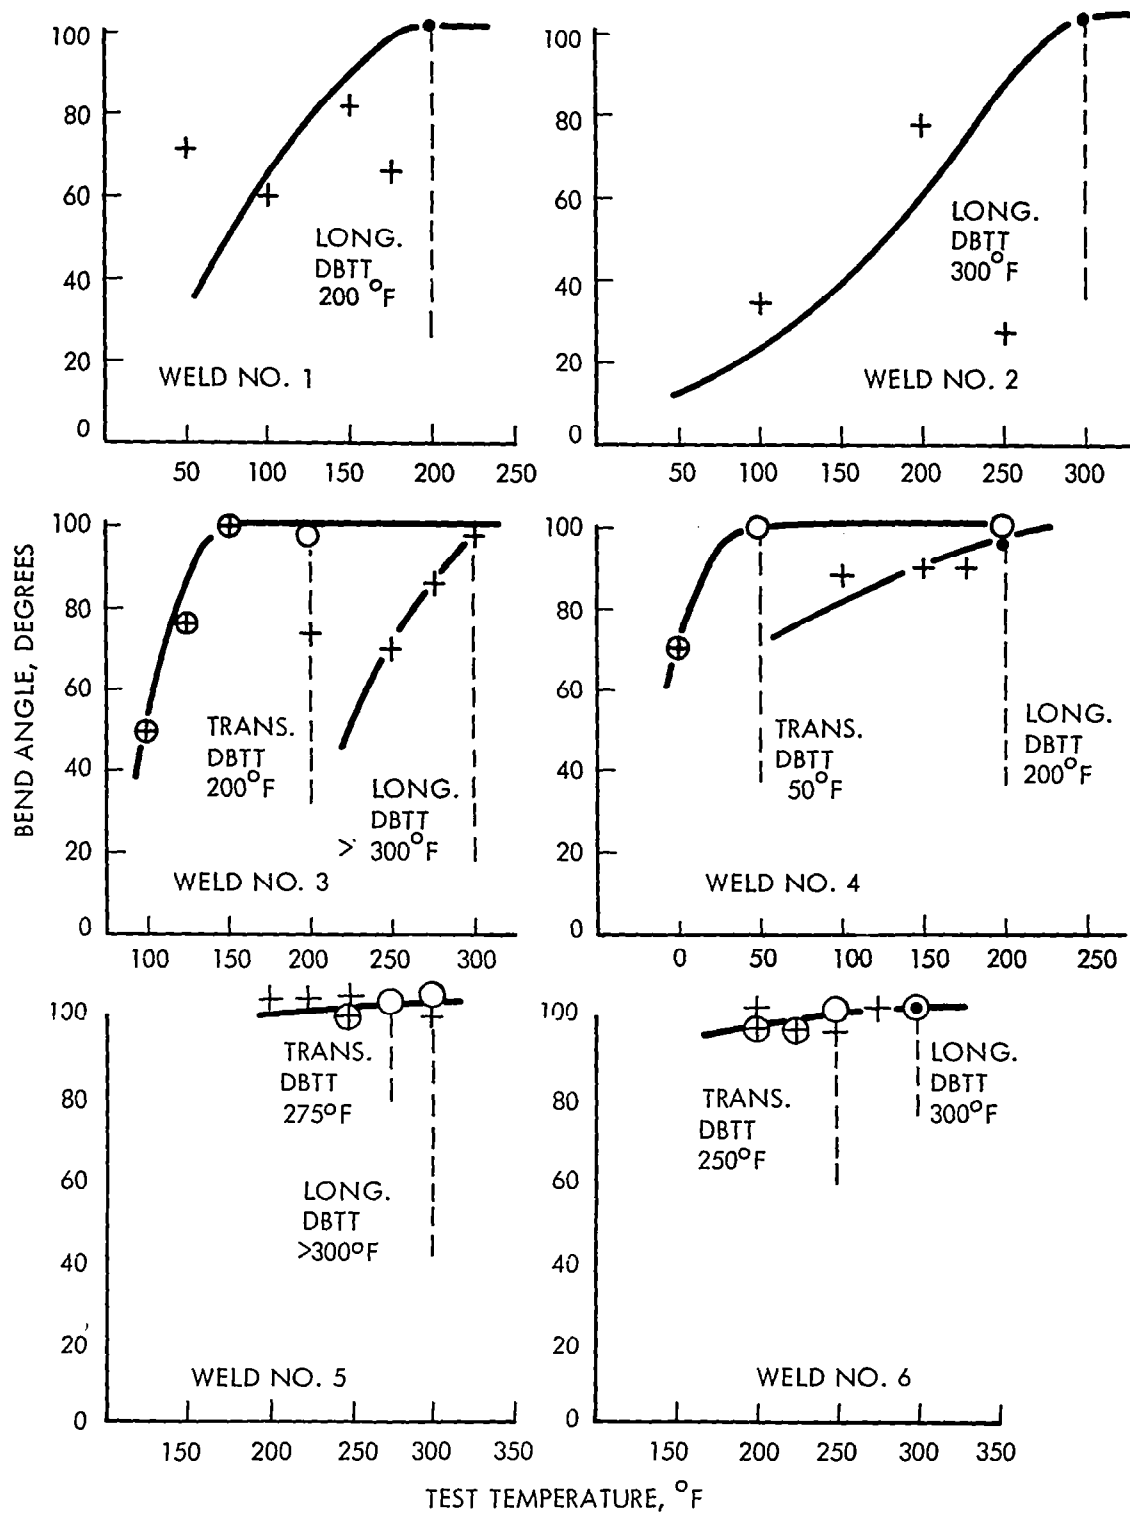 100
80
60
40
20
0
LONG.
DBTT
200 °F
WELD NO. 1
50 100 150 200 250
100
80
60
40
20
0
LONG.
DBTT
300°F
WELD NO. 2
50 100 150 200 250 300
BEND ANGLE, DEGREES
100
80
60
40
20
0
TRANS.
DBTT
200°F
LONG.
DBTT
> 300°F
WELD NO. 3
100 150 200 250 300
100
80
60
40
20
0
TRANS.
DBTT
50°F
LONG.
DBTT
200°F
WELD NO. 4
0 50 100 150 200 250
100
80
60
40
20
0
TRANS.
DBTT
275°F
LONG.
DBTT
>300°F
WELD NO. 5
150 200 250 300 350
100
80
60
40
20
0
TRANS.
DBTT
250°F
LONG.
DBTT
300°F
WELD NO. 6
150 200 250 300 350
TEST TEMPERATURE, °F